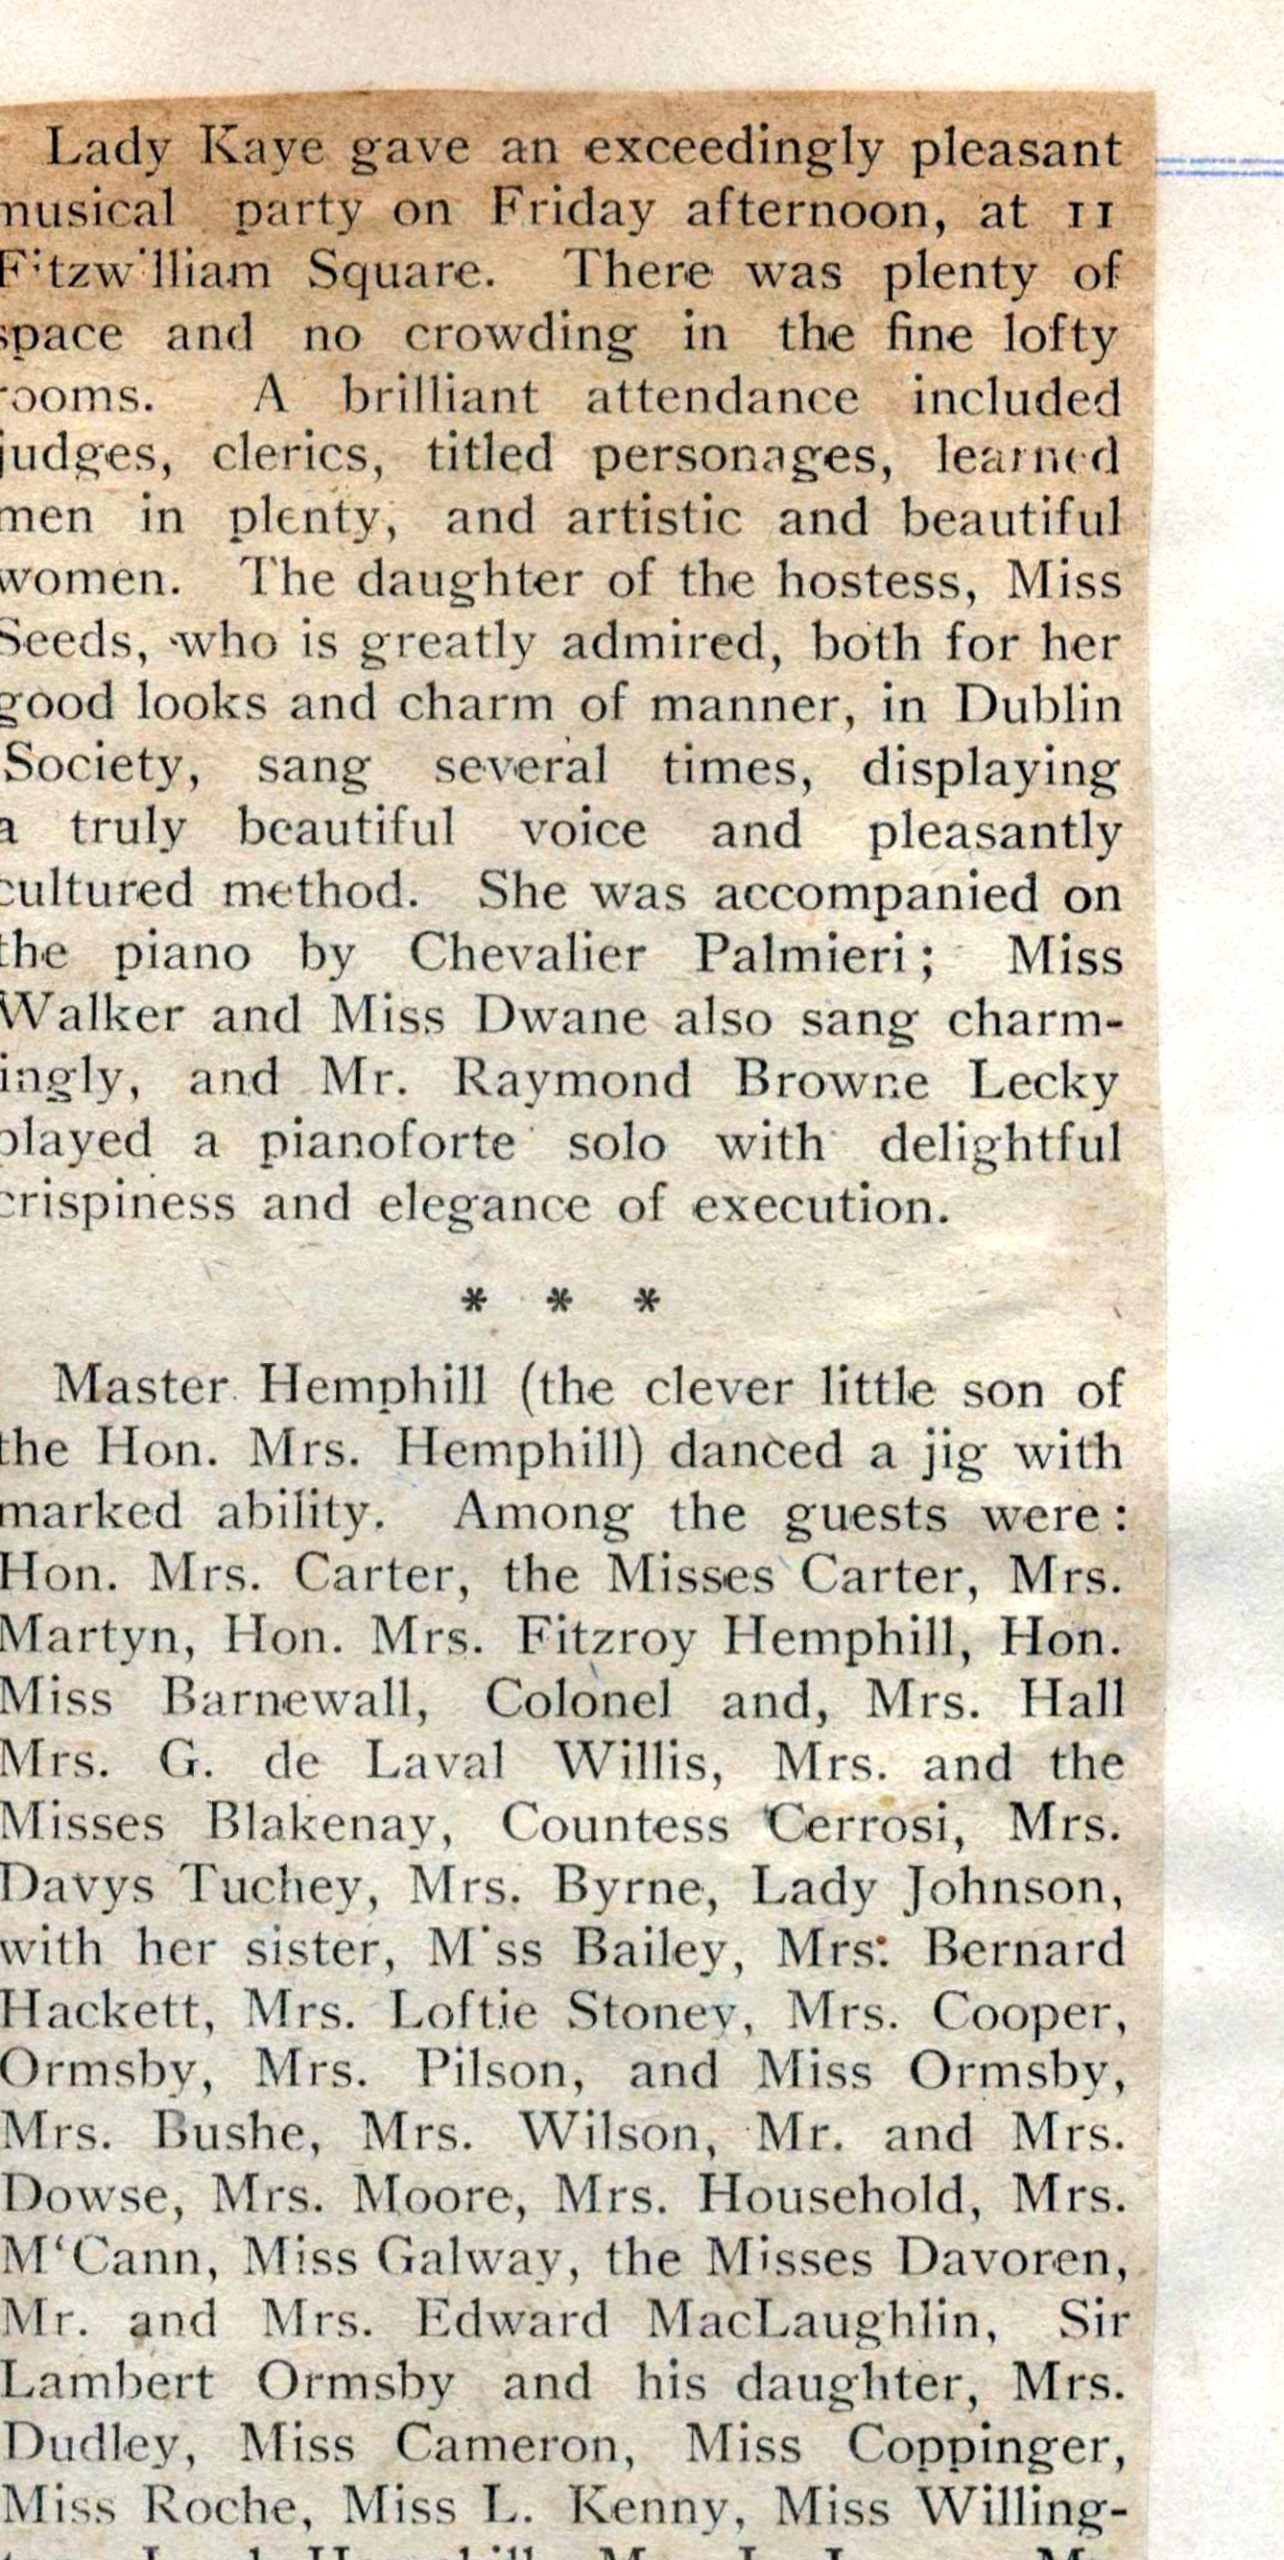 Lady Kaye gave an exceedingly pleasant
musical party on Friday afternoon, at 11
Fitzwilliam Square. There was plenty of
space and no crowding in the fine lofty
rooms. A brilliant attendance included
judges, clerics, titled personages, learned
men in plenty, and artistic and beautiful
women. The daughter of the hostess, Miss
Seeds, who is greatly admired, both for her
good looks and charm of manner, in Dublin
Society, sang several times, displaying
a truly beautiful voice and pleasantly
cultured method. She was accompanied on
the piano by Chevalier Palmieri; Miss
Walker and Miss Dwane also sang charm-
ingly, and Mr. Raymond Browne Lecky
played a pianoforte solo with delightful
crispiness and elegance of execution.
* * *
Master Hemphill (the clever little son of
the Hon. Mrs. Hemphill) danced a jig with
marked ability. Among the guests were:
Hon. Mrs. Carter, the Misses Carter, Mrs.
Martyn, Hon. Mrs. Fitzroy Hemphill, Hon.
Miss Barnewall, Colonel and, Mrs. Hall
Mrs. G. de Laval Willis, Mrs. and the
Misses Blakenay, Countess Cerrosi, Mrs.
Davys Tuchey, Mrs. Byrne, Lady Johnson,
with her sister, Miss Bailey, Mrs. Bernard
Hackett, Mrs. Loftie Stoney, Mrs. Cooper,
Ormsby, Mrs. Pilson, and Miss Ormsby,
Mrs. Bushe, Mrs. Wilson, Mr. and Mrs.
Dowse, Mrs. Moore, Mrs. Household, Mrs.
M‘Cann, Miss Galway, the Misses Davoren,
Mr. and Mrs. Edward MacLaughlin, Sir
Lambert Ormsby and his daughter, Mrs.
Dudley, Miss Cameron, Miss Coppinger,
Miss Roche, Miss L. Kenny, Miss Willing-